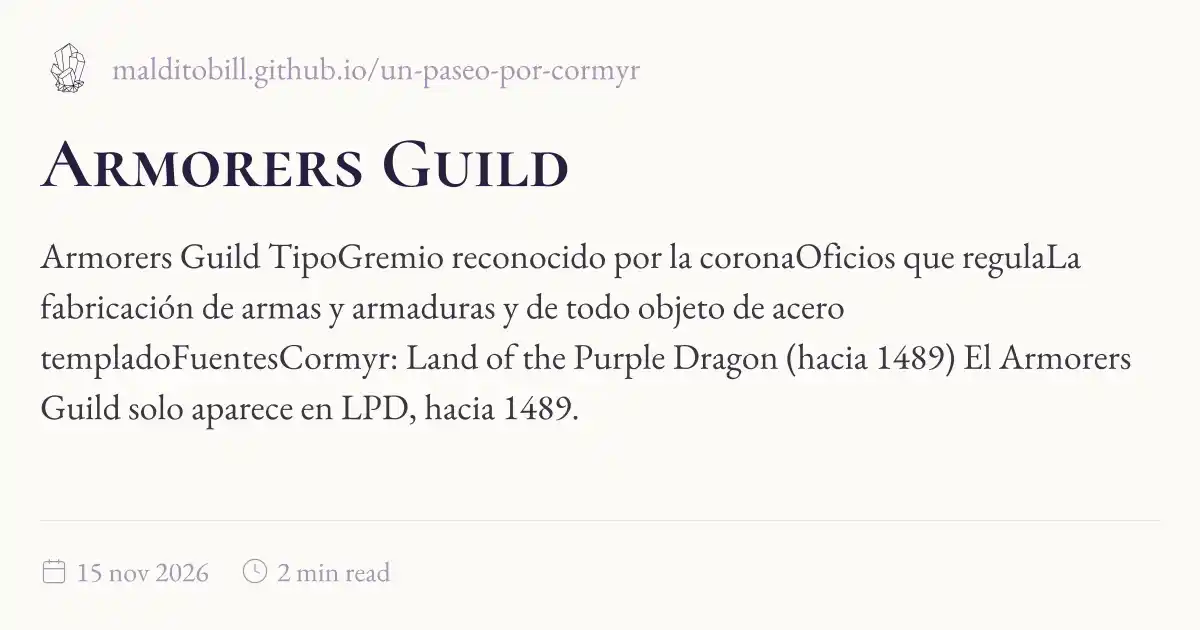 malditobill.github.io/un-paseo-por-cormyr
Armorers Guild
Armorers Guild TipoGremio reconocido por la coronaOficios que regulaLa
fabricación de armas y armaduras y de todo objeto de acero
templadoFuentesCormyr: Land of the Purple Dragon (hacia 1489) El Armorers
Guild solo aparece en LPD, hacia 1489.
15 nov 2026 2 min read